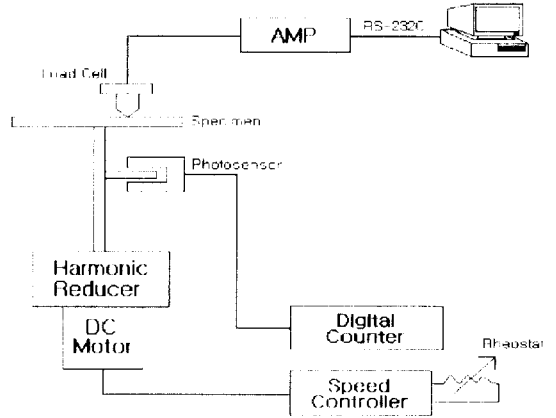 AMP
RS-232C
Load Cell
Specimen
Photosensor
Harmonic
Reducer
DC
Motor
Digital
Counter
Rheostat
Speed
Controller